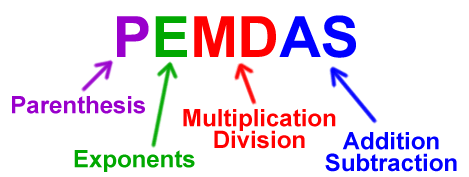 PEMDAS
Parenthesis
Exponents
Multiplication
Division
Addition
Subtraction